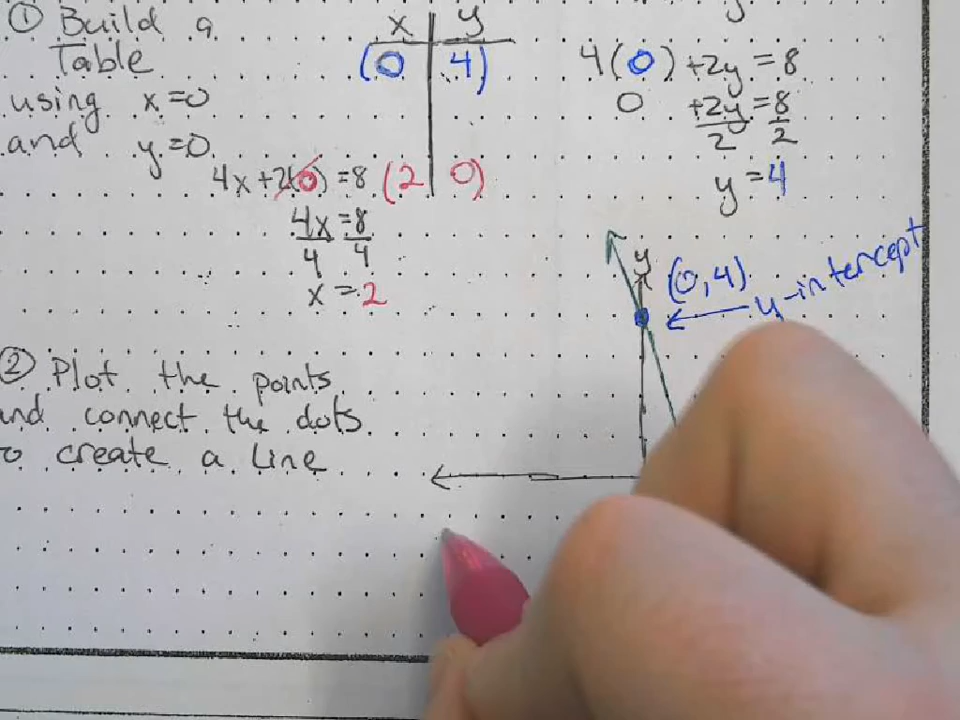 ① Build a
Table
using x=0
and y=0
x y
(0 4)
(2 0)
4x+2(0)=8
4x=8
4 4
x=2
4(0)+2y=8
0 +2y=8
2 2
y=4
y
(0,4)
y-intercept
② Plot the points
and connect the dots
to create a line